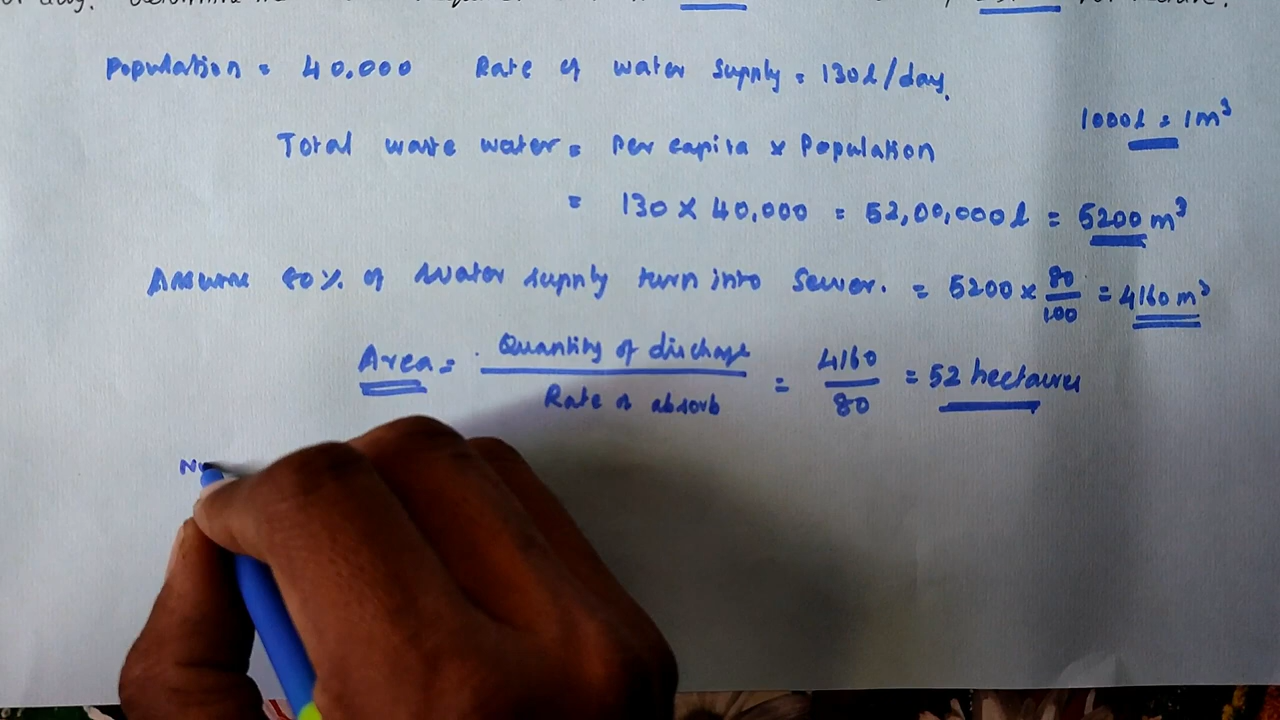 Population = 40,000 Rate of water supply = 130l/day.
1000l = 1m³
Total waste water = Per capita x Population
= 130 x 40,000 = 52,00,000l = 5200 m³
Assume 80% of water supply turn into sewer. = 5200 x 80/100 = 4160 m³
Area = Quantity of discharge / Rate of absorb = 4160/80 = 52 hectaures